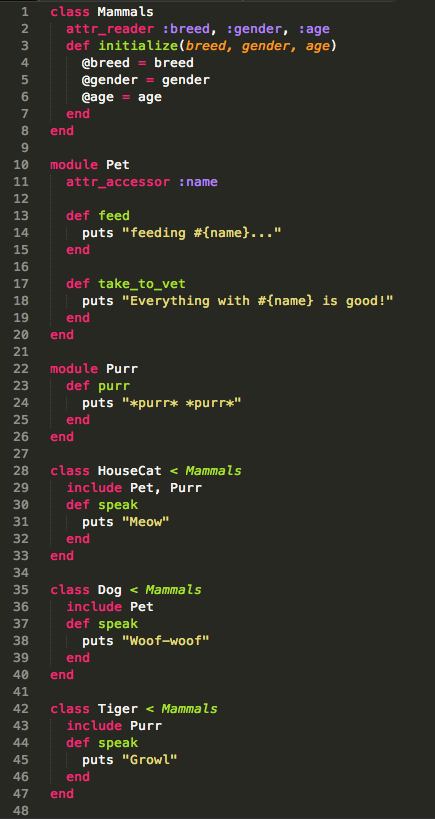 1 class Mammals
2   attr_reader :breed, :gender, :age
3   def initialize(breed, gender, age)
4     @breed = breed
5     @gender = gender
6     @age = age
7   end
8 end
9
10 module Pet
11   attr_accessor :name
12
13   def feed
14     puts "feeding #{name}..."
15   end
16
17   def take_to_vet
18     puts "Everything with #{name} is good!"
19   end
20 end
21
22 module Purr
23   def purr
24     puts "*purr* *purr*"
25   end
26 end
27
28 class HouseCat < Mammals
29   include Pet, Purr
30   def speak
31     puts "Meow"
32   end
33 end
34
35 class Dog < Mammals
36   include Pet
37   def speak
38     puts "Woof-woof"
39   end
40 end
41
42 class Tiger < Mammals
43   include Purr
44   def speak
45     puts "Growl"
46   end
47 end
48